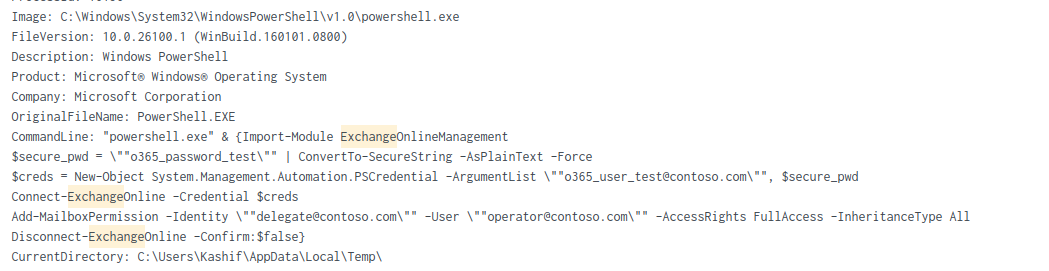 Image: C:\Windows\System32\WindowsPowerShell\v1.0\powershell.exe
FileVersion: 10.0.26100.1 (WinBuild.160101.0800)
Description: Windows PowerShell
Product: Microsoft® Windows® Operating System
Company: Microsoft Corporation
OriginalFileName: PowerShell.EXE
CommandLine: "powershell.exe" & {Import-Module ExchangeOnlineManagement
$secure_pwd = \""o365_password_test\"" | ConvertTo-SecureString -AsPlainText -Force
$creds = New-Object System.Management.Automation.PSCredential -ArgumentList \""o365_user_test@contoso.com\"", $secure_pwd
Connect-ExchangeOnline -Credential $creds
Add-MailboxPermission -Identity \""delegate@contoso.com\"" -User \""operator@contoso.com\"" -AccessRights FullAccess -InheritanceType All
Disconnect-ExchangeOnline -Confirm:$false}
CurrentDirectory: C:\Users\Kashif\AppData\Local\Temp\